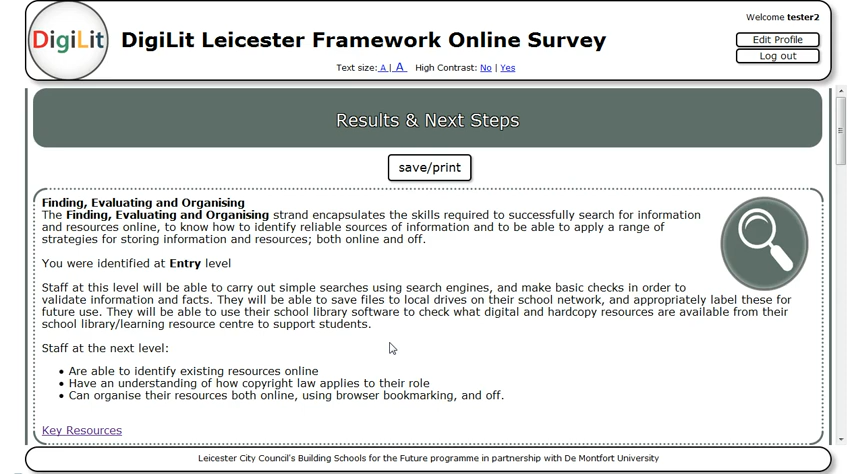 DigiLit
DigiLit Leicester Framework Online Survey
Welcome tester2
Edit Profile
Log out
Text size: A | A High Contrast: No | Yes
Results & Next Steps
save/print
Finding, Evaluating and Organising
The Finding, Evaluating and Organising strand encapsulates the skills required to successfully search for information
and resources online, to know how to identify reliable sources of information and to be able to apply a range of
strategies for storing information and resources; both online and off.
You were identified at Entry level
Staff at this level will be able to carry out simple searches using search engines, and make basic checks in order to
validate information and facts. They will be able to save files to local drives on their school network, and appropriately label these for
future use. They will be able to use their school library software to check what digital and hardcopy resources are available from their
school library/learning resource centre to support students.
Staff at the next level:
• Are able to identify existing resources online
• Have an understanding of how copyright law applies to their role
• Can organise their resources both online, using browser bookmarking, and off.
Key Resources
Leicester City Council's Building Schools for the Future programme in partnership with De Montfort University